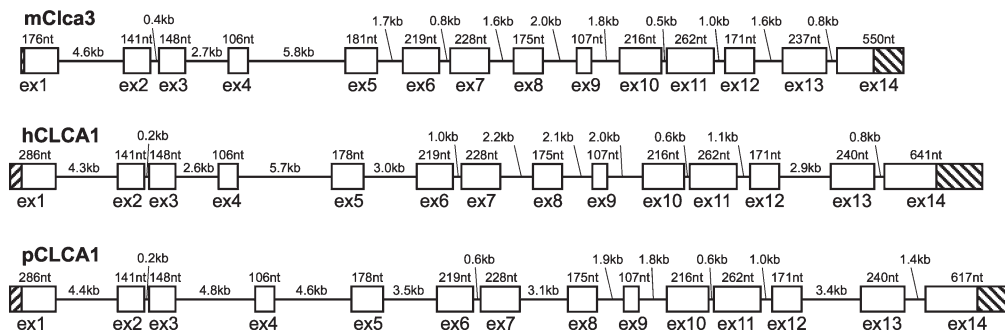 mClca3
0.4kb 1.7kb 0.8kb 1.6kb 2.0kb 1.8kb 0.5kb 1.0kb 1.6kb 0.8kb
176nt 141nt 148nt 106nt 181nt 219nt 228nt 175nt 107nt 216nt 262nt 171nt 237nt 550nt
4.6kb 2.7kb 5.8kb
ex1 ex2 ex3 ex4 ex5 ex6 ex7 ex8 ex9 ex10 ex11 ex12 ex13 ex14
hCLCA1
0.2kb 1.0kb 2.2kb 2.1kb 2.0kb 0.6kb 1.1kb 0.8kb
286nt 141nt 148nt 106nt 178nt 219nt 228nt 175nt 107nt 216nt 262nt 171nt 240nt 641nt
4.3kb 2.6kb 5.7kb 3.0kb 2.9kb
ex1 ex2 ex3 ex4 ex5 ex6 ex7 ex8 ex9 ex10 ex11 ex12 ex13 ex14
pCLCA1
0.2kb 0.6kb 1.9kb 1.8kb 0.6kb 1.0kb 1.4kb
286nt 141nt 148nt 106nt 178nt 219nt 228nt 175nt 107nt 216nt 262nt 171nt 240nt 617nt
4.4kb 4.8kb 4.6kb 3.5kb 3.1kb 3.4kb
ex1 ex2 ex3 ex4 ex5 ex6 ex7 ex8 ex9 ex10 ex11 ex12 ex13 ex14